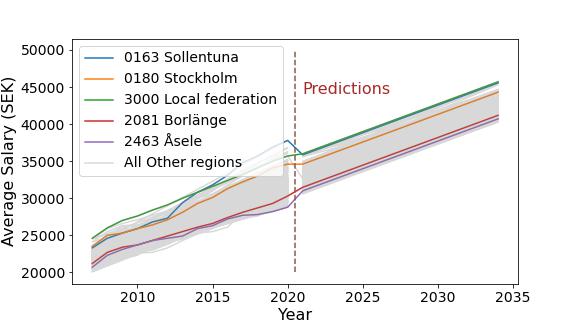 50000
45000
40000
35000
30000
25000
20000
Average Salary (SEK)
0163 Sollentuna
0180 Stockholm
3000 Local federation
2081 Borlänge
2463 Åsele
All Other regions
Predictions
2010 2015 2020 2025 2030 2035
Year